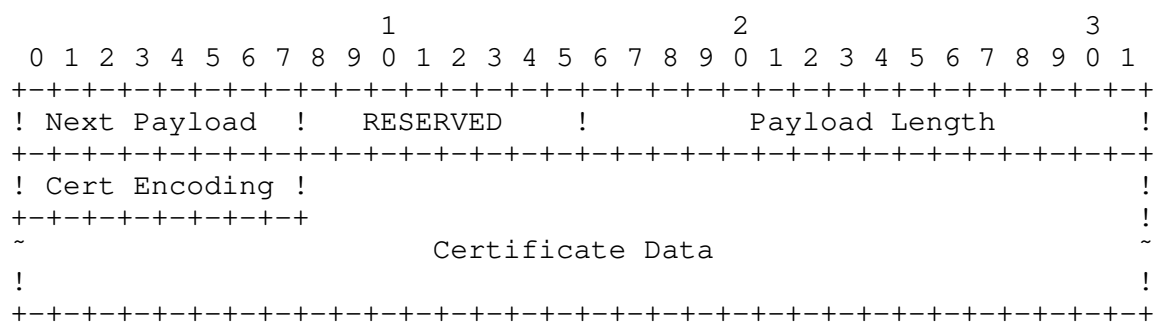 1                   2                   3
 0 1 2 3 4 5 6 7 8 9 0 1 2 3 4 5 6 7 8 9 0 1 2 3 4 5 6 7 8 9 0 1
+-+-+-+-+-+-+-+-+-+-+-+-+-+-+-+-+-+-+-+-+-+-+-+-+-+-+-+-+-+-+-+-+
! Next Payload  !   RESERVED    !         Payload Length        !
+-+-+-+-+-+-+-+-+-+-+-+-+-+-+-+-+-+-+-+-+-+-+-+-+-+-+-+-+-+-+-+-+
! Cert Encoding !                                               !
+-+-+-+-+-+-+-+-+                                               !
~                       Certificate Data                        ~
!                                                               !
+-+-+-+-+-+-+-+-+-+-+-+-+-+-+-+-+-+-+-+-+-+-+-+-+-+-+-+-+-+-+-+-+